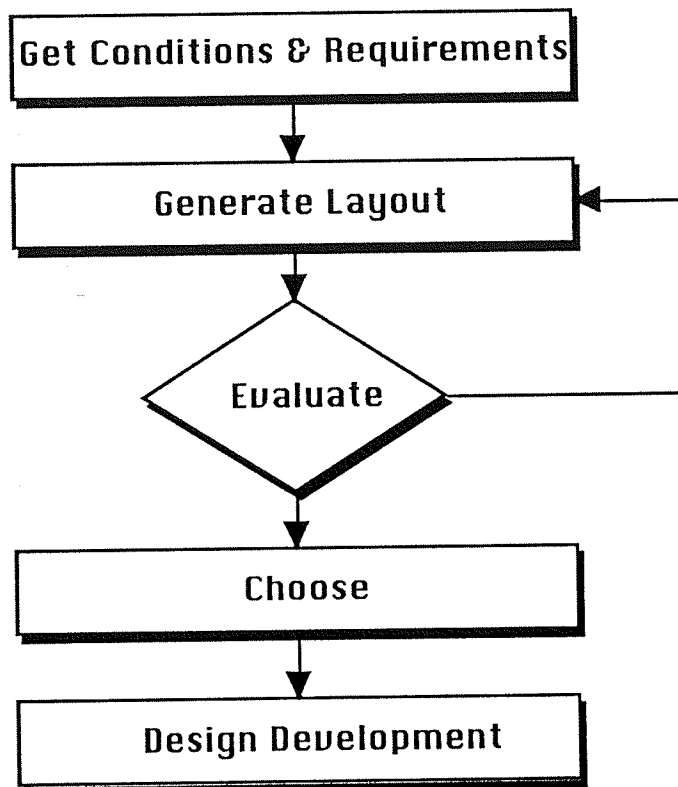 Get Conditions & Requirements
Generate Layout
Evaluate
Choose
Design Development